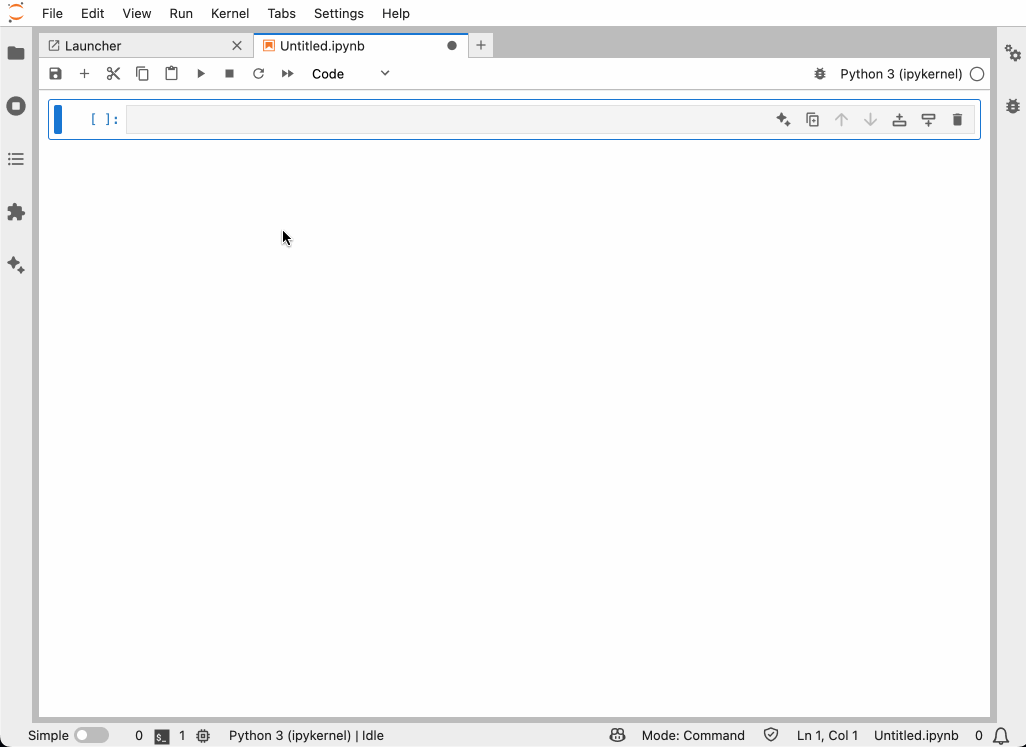 File Edit View Run Kernel Tabs Settings Help
Launcher Untitled.ipynb
Code Python 3 (ipykernel)
[ ]:
Simple 0 $_ 1 Python 3 (ipykernel) | Idle Mode: Command Ln 1, Col 1 Untitled.ipynb 0